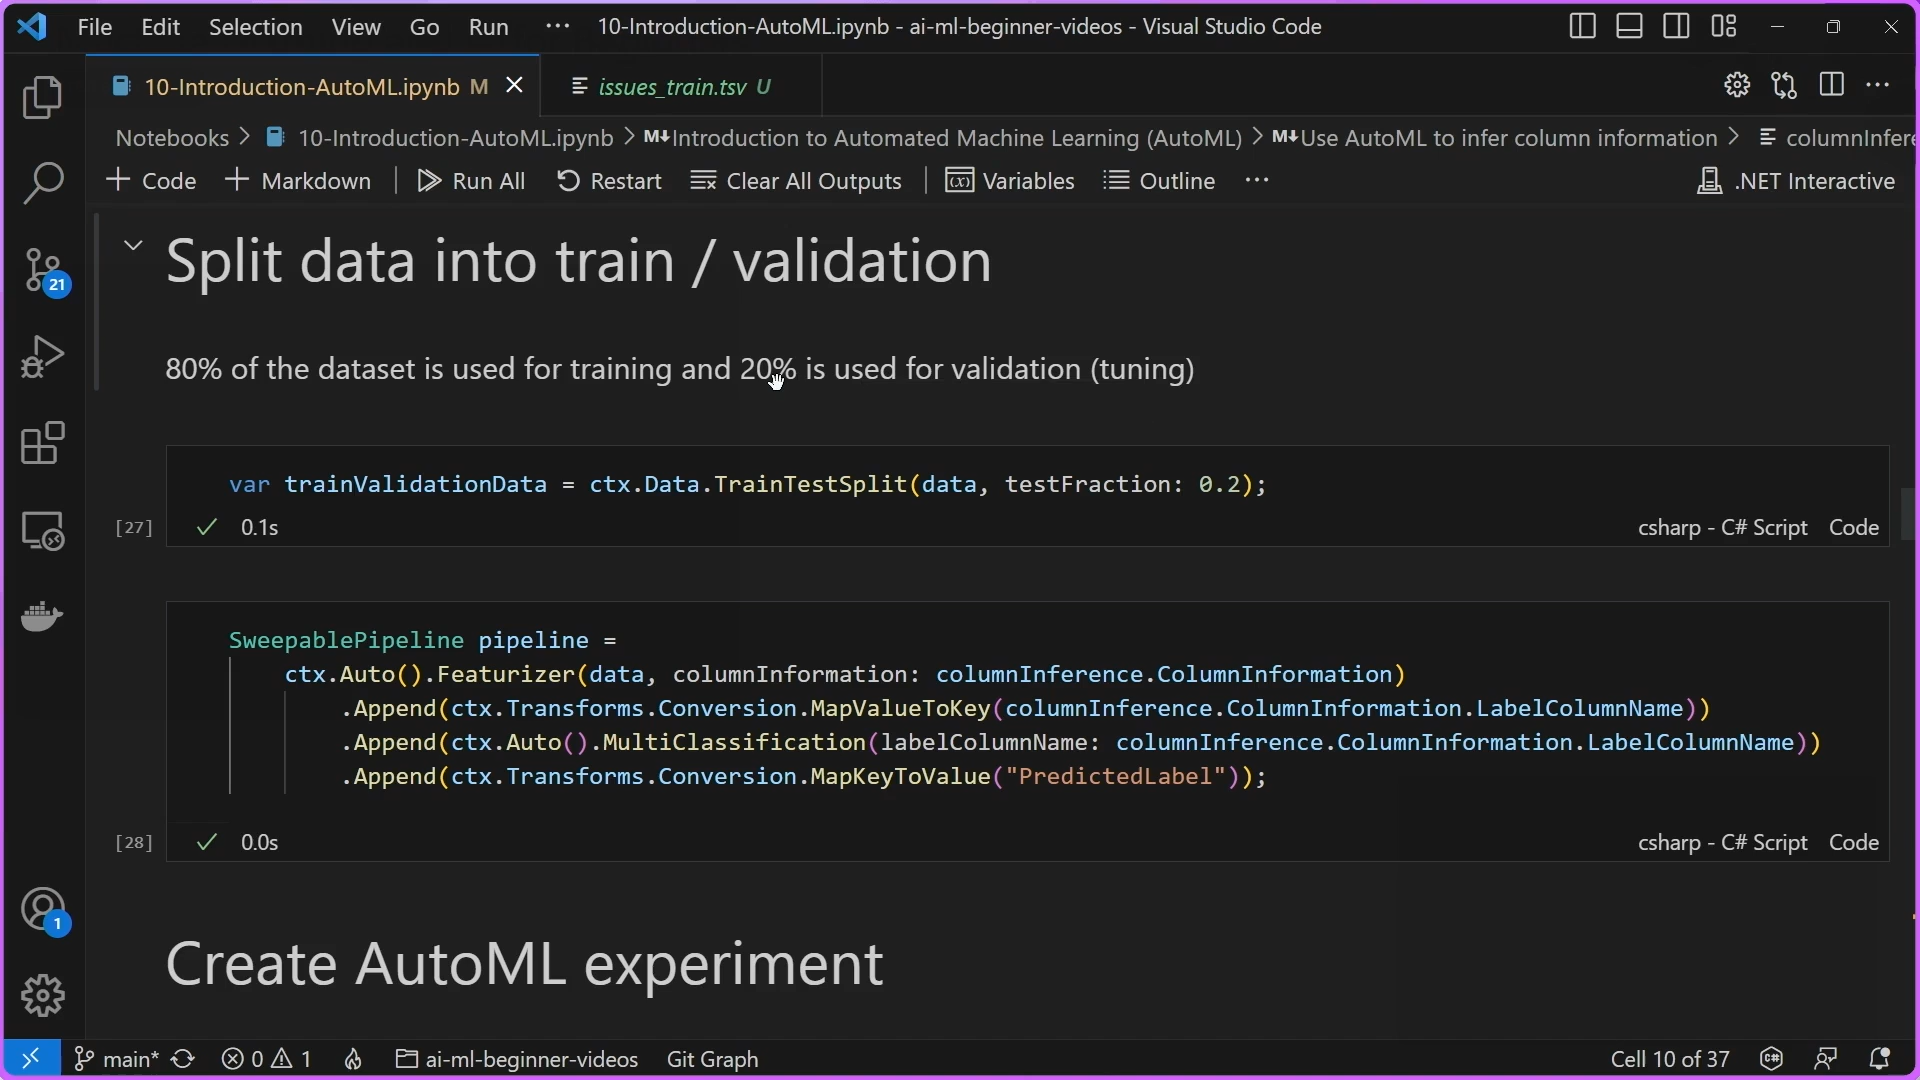 File Edit Selection View Go Run ··· 10-Introduction-AutoML.ipynb - ai-ml-beginner-videos - Visual Studio Code
10-Introduction-AutoML.ipynb M issues_train.tsv U
Notebooks > 10-Introduction-AutoML.ipynb > M↓Introduction to Automated Machine Learning (AutoML) > M↓Use AutoML to infer column information > columnInfere
+ Code + Markdown Run All Restart Clear All Outputs (x) Variables Outline ··· .NET Interactive
Split data into train / validation
80% of the dataset is used for training and 20% is used for validation (tuning)
var trainValidationData = ctx.Data.TrainTestSplit(data, testFraction: 0.2);
[27] ✓ 0.1s csharp - C# Script Code
SweepablePipeline pipeline =
ctx.Auto().Featurizer(data, columnInformation: columnInference.ColumnInformation)
.Append(ctx.Transforms.Conversion.MapValueToKey(columnInference.ColumnInformation.LabelColumnName))
.Append(ctx.Auto().MultiClassification(labelColumnName: columnInference.ColumnInformation.LabelColumnName))
.Append(ctx.Transforms.Conversion.MapKeyToValue("PredictedLabel"));
[28] ✓ 0.0s csharp - C# Script Code
Create AutoML experiment
21
1
main* 0 1 ai-ml-beginner-videos Git Graph Cell 10 of 37